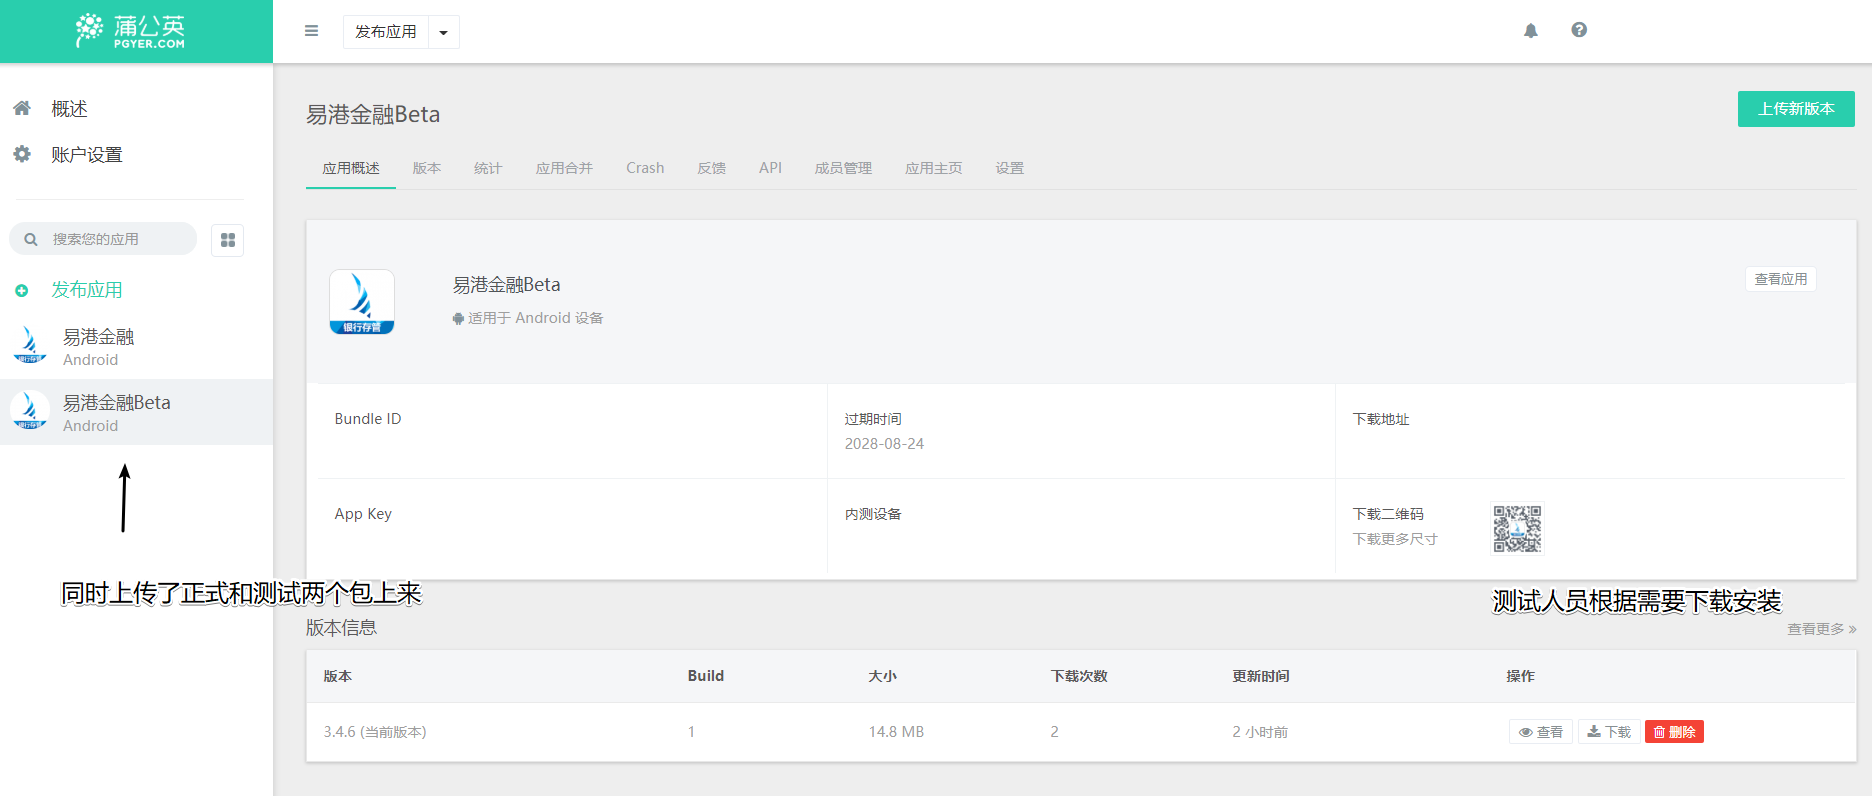 蒲公英
PGYER.COM
发布应用
概述
账户设置
搜索您的应用
发布应用
易港金融
Android
易港金融Beta
Android
同时上传了正式和测试两个包上来
易港金融Beta
上传新版本
应用概述 版本 统计 应用合并 Crash 反馈 API 成员管理 应用主页 设置
银行存管
易港金融Beta
适用于 Android 设备
查看应用
Bundle ID
过期时间
2028-08-24
下载地址
App Key
内测设备
下载二维码
下载更多尺寸
测试人员根据需要下载安装
版本信息
查看更多 »
版本 Build 大小 下载次数 更新时间 操作
3.4.6 (当前版本) 1 14.8 MB 2 2 小时前 查看 下载 删除